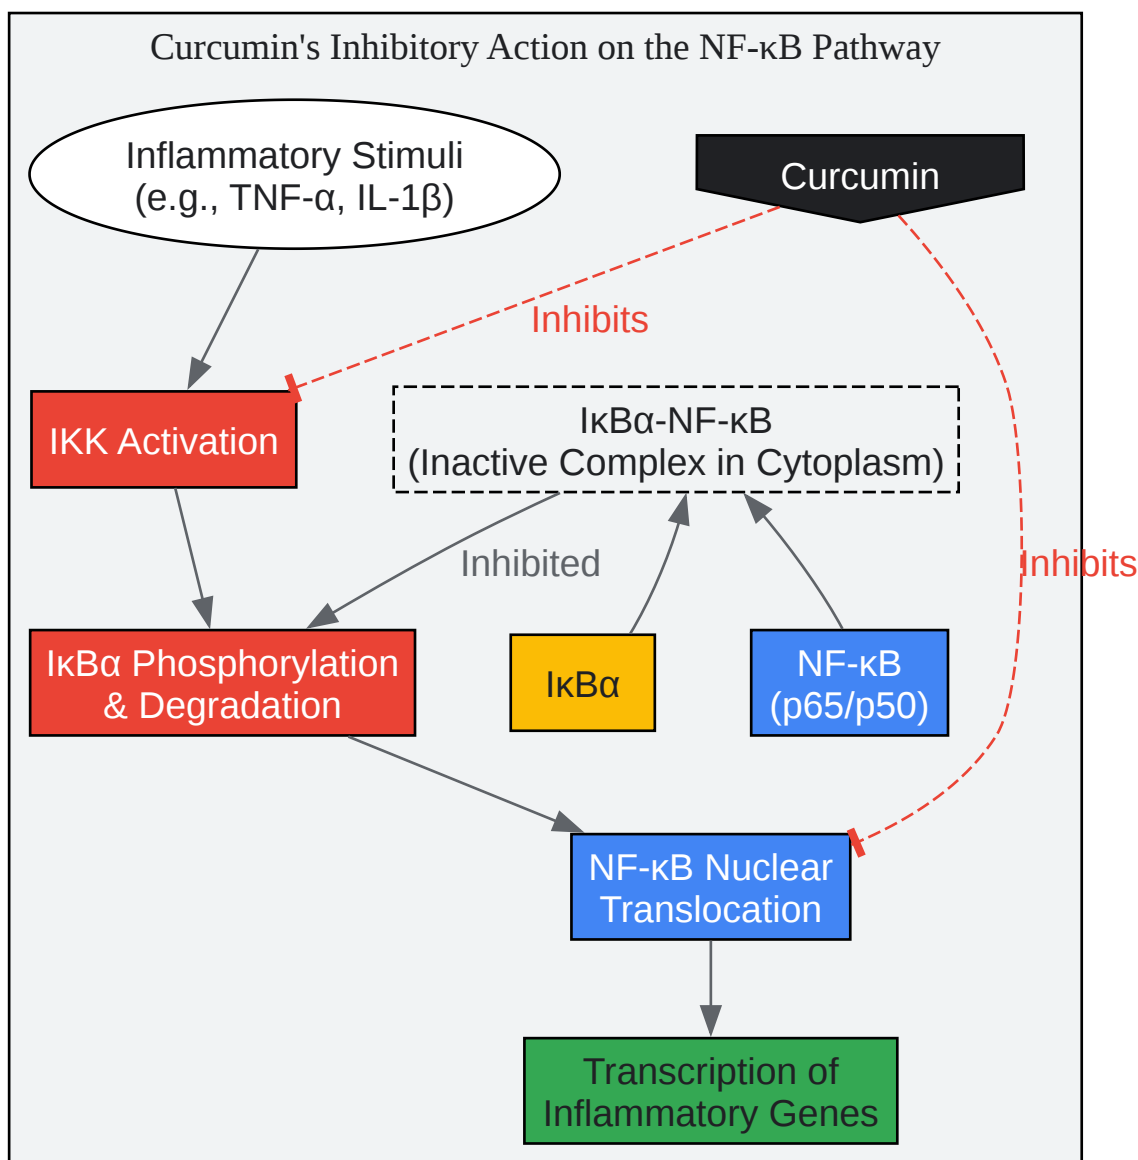 Curcumin's Inhibitory Action on the NF-κB Pathway
Inflammatory Stimuli
(e.g., TNF-α, IL-1β)
Curcumin
Inhibits
IKK Activation
IκBα-NF-κB
(Inactive Complex in Cytoplasm)
Inhibited
Inhibits
IκBα Phosphorylation
& Degradation
IκBα
NF-κB
(p65/p50)
NF-κB Nuclear
Translocation
Transcription of
Inflammatory Genes